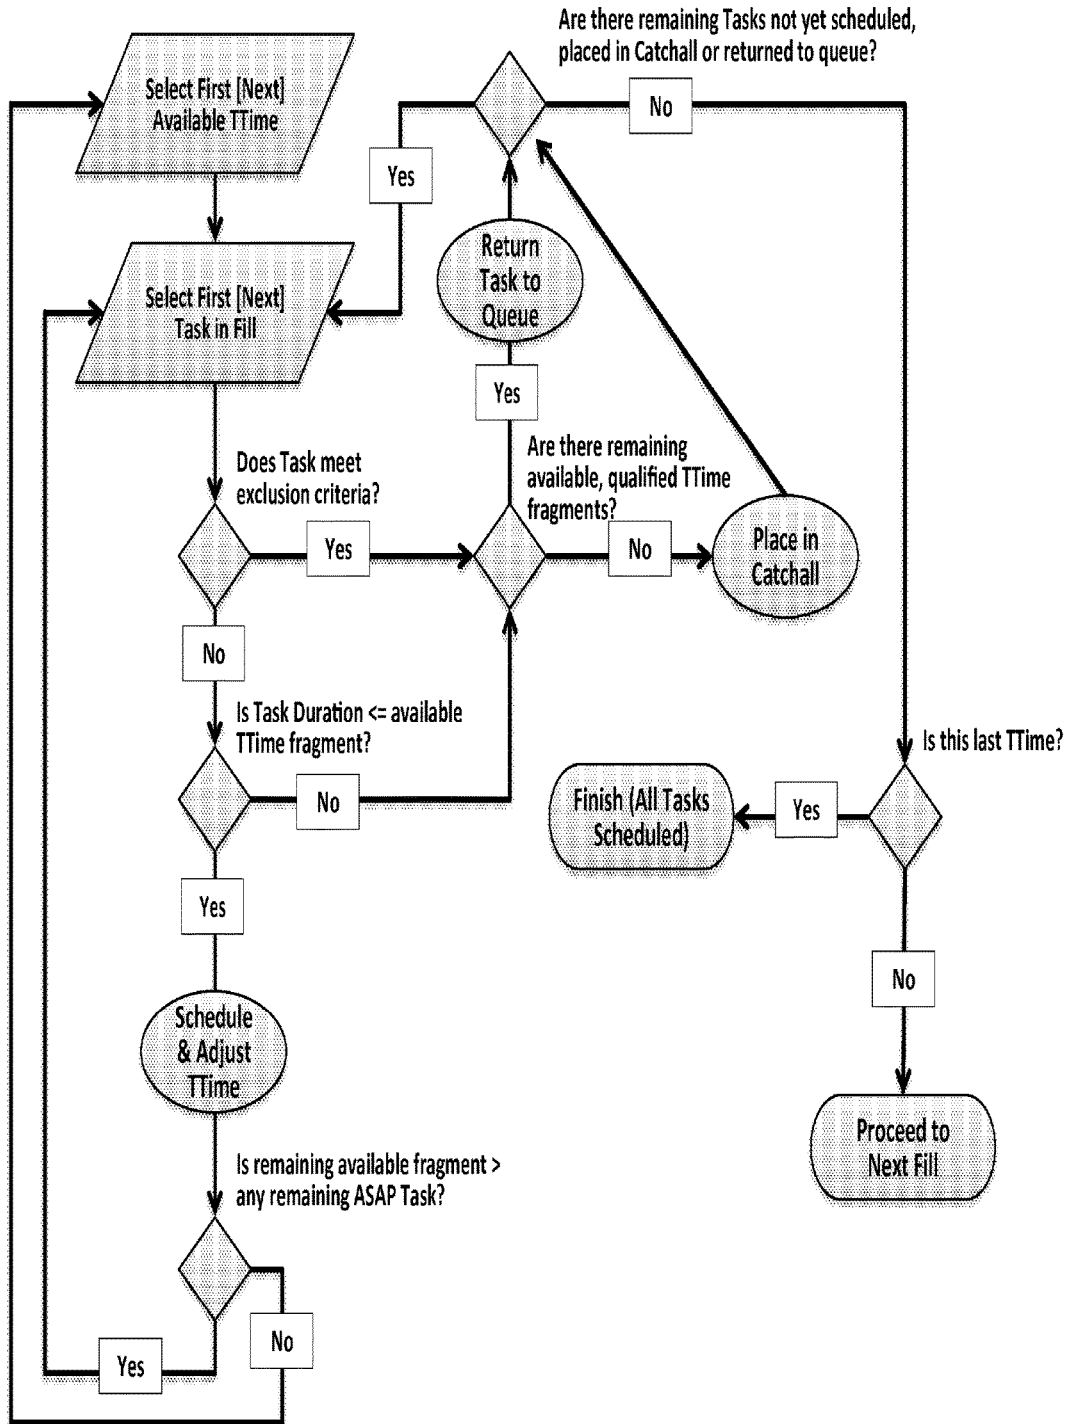 Are there remaining Tasks not yet scheduled,
placed in Catchall or returned to queue?
Select First [Next]
Available TTime
No
Yes
Return
Task to
Queue
Select First [Next]
Task in Fill
Yes
Does Task meet
exclusion criteria?
Are there remaining
available, qualified TTime
fragments?
Yes
No
Place in
Catchall
No
Is Task Duration <= available
TTime fragment?
Is this last TTime?
No
Finish (All Tasks
Scheduled)
Yes
Yes
No
Schedule
& Adjust
TTime
Proceed to
Next Fill
Is remaining available fragment >
any remaining ASAP Task?
No
Yes